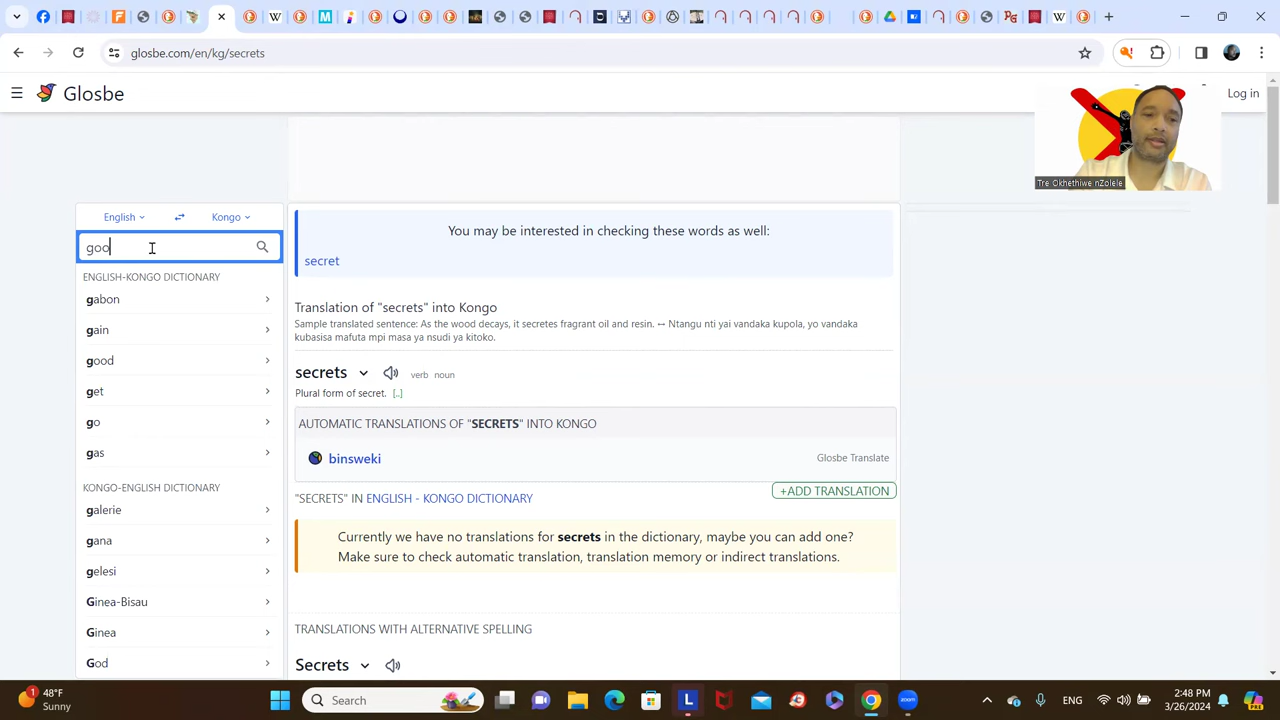 glosbe.com/en/kg/secrets
Glosbe
Log in
Tre Okhethiwe nZolele
English
Kongo
goo
ENGLISH-KONGO DICTIONARY
gabon
gain
good
get
go
gas
KONGO-ENGLISH DICTIONARY
galerie
gana
gelesi
Ginea-Bisau
Ginea
God
You may be interested in checking these words as well:
secret
Translation of "secrets" into Kongo
Sample translated sentence: As the wood decays, it secretes fragrant oil and resin. ↔ Ntangu nti yai vandaka kupola, yo vandaka
kubasisa mafuta mpi masa ya nsudi ya kitoko.
secrets
verb noun
Plural form of secret. [..]
AUTOMATIC TRANSLATIONS OF "SECRETS" INTO KONGO
binsweki
Glosbe Translate
+ADD TRANSLATION
"SECRETS" IN ENGLISH - KONGO DICTIONARY
Currently we have no translations for secrets in the dictionary, maybe you can add one?
Make sure to check automatic translation, translation memory or indirect translations.
TRANSLATIONS WITH ALTERNATIVE SPELLING
Secrets
1
48°F
Sunny
Search
ENG
2:48 PM
3/26/2024